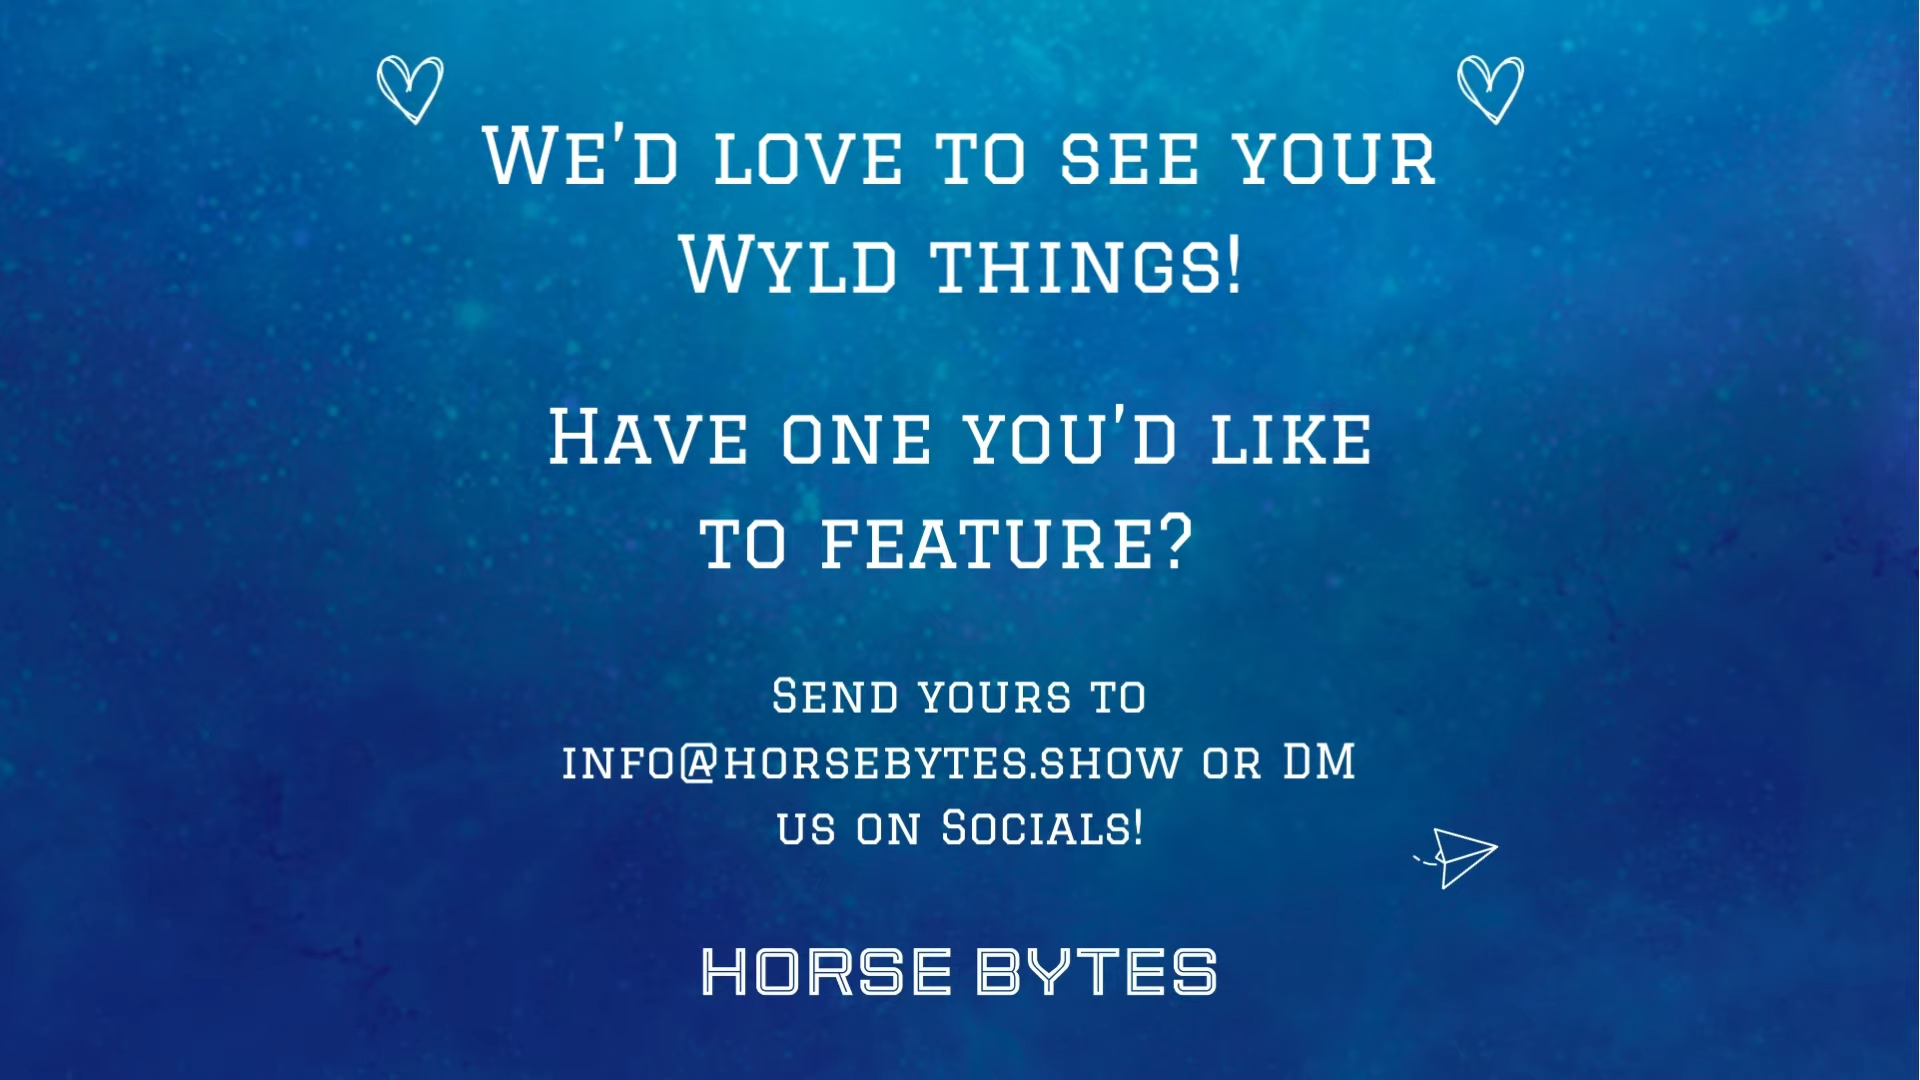 We'd love to see your
Wyld things!
Have one you'd like
to feature?
Send yours to
info@horsebytes.show or DM
us on Socials!
HORSE BYTES